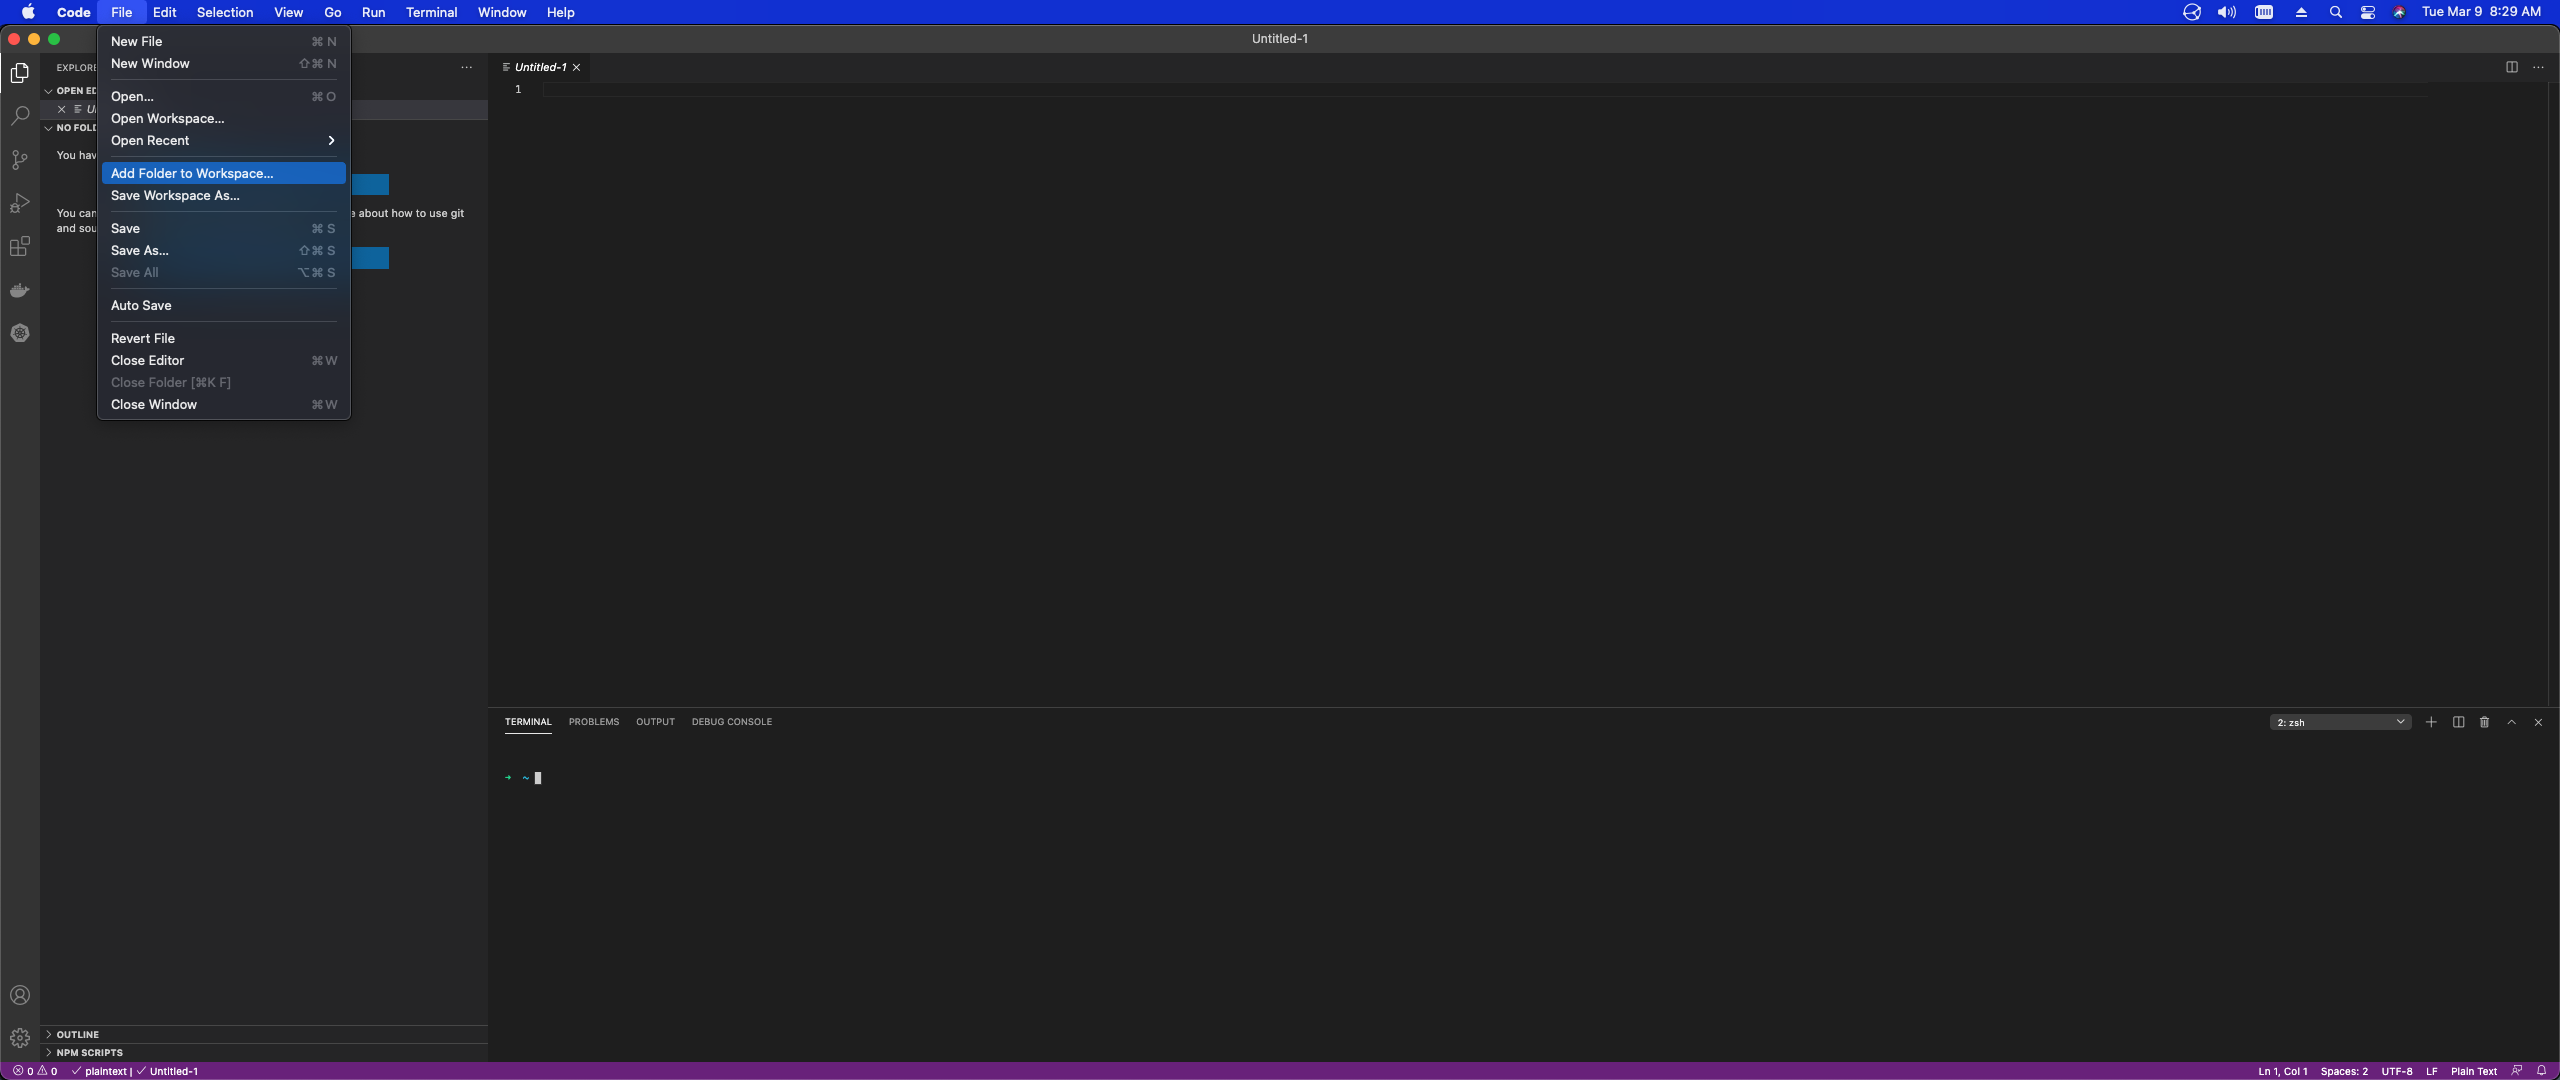 Code File Edit Selection View Go Run Terminal Window Help Tue Mar 9 8:29 AM
Untitled-1
New File ⌘ N
New Window ⇧⌘ N
Open... ⌘ O
Open Workspace...
Open Recent
Add Folder to Workspace...
Save Workspace As...
Save ⌘ S
Save As... ⇧⌘ S
Save All ⌥⌘ S
Auto Save
Revert File
Close Editor ⌘ W
Close Folder [⌘K F]
Close Window ⌘ W
EXPLORE
OPEN ED
U
NO FOLD
You hav
You can
e about how to use git
and sou
OUTLINE
NPM SCRIPTS
Untitled-1
1
TERMINAL PROBLEMS OUTPUT DEBUG CONSOLE 2: zsh
➜ ~
0 0 plaintext | Untitled-1 Ln 1, Col 1 Spaces: 2 UTF-8 LF Plain Text